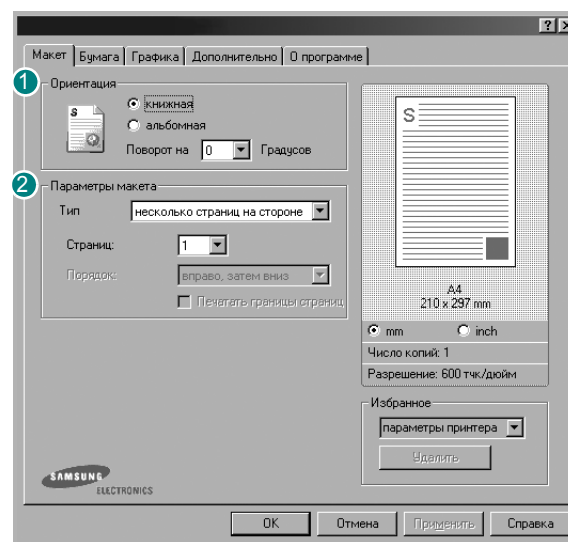 Макет Бумага Графика Дополнительно О программе
1
Ориентация
S
книжная
альбомная
Поворот на 0 Градусов
2
Параметры макета
Тип несколько страниц на стороне
Страниц: 1
Порядок: вправо, затем вниз
Печатать границы страниц
S
A4
210 x 297 mm
mm inch
Число копий: 1
Разрешение: 600 тчк/дюйм
Избранное
параметры принтера
Удалить
SAMSUNG
ELECTRONICS
OK Отмена Применить Справка